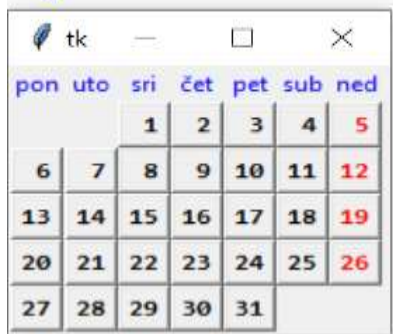 tk
pon uto sri čet pet sub ned
1 2 3 4 5
6 7 8 9 10 11 12
13 14 15 16 17 18 19
20 21 22 23 24 25 26
27 28 29 30 31